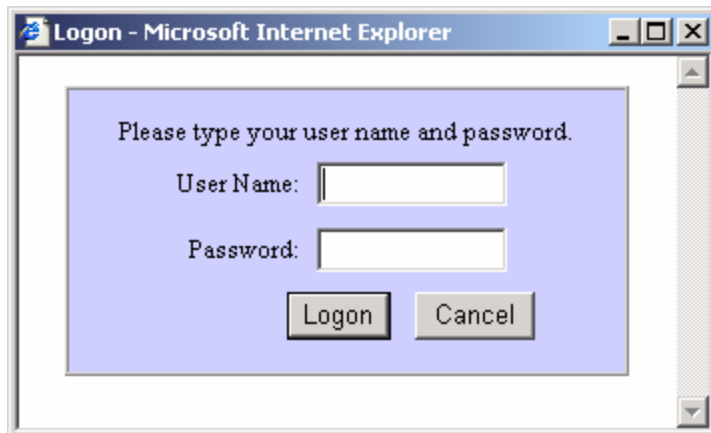 Logon - Microsoft Internet Explorer
Please type your user name and password.
User Name:
Password:
Logon Cancel